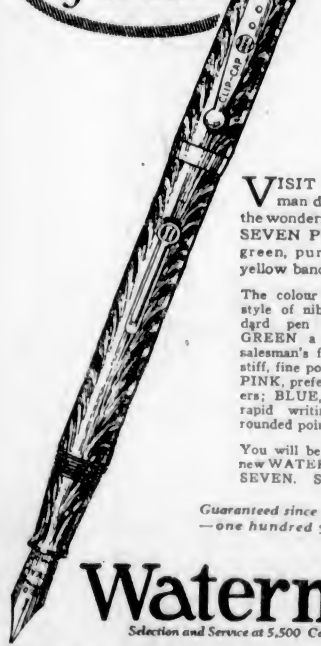 CLIP-CAP
VISIT
man d
the wonder
SEVEN P
green, pur
yellow band
The colour
style of nib
dard pen
GREEN a
salesman's f
stiff, fine po
PINK, prefe
ers; BLUE,
rapid writin
rounded poin
You will be
new WATER
SEVEN. S
Guaranteed since
—one hundred y
Watern
Selection and Service at 5,500 Co